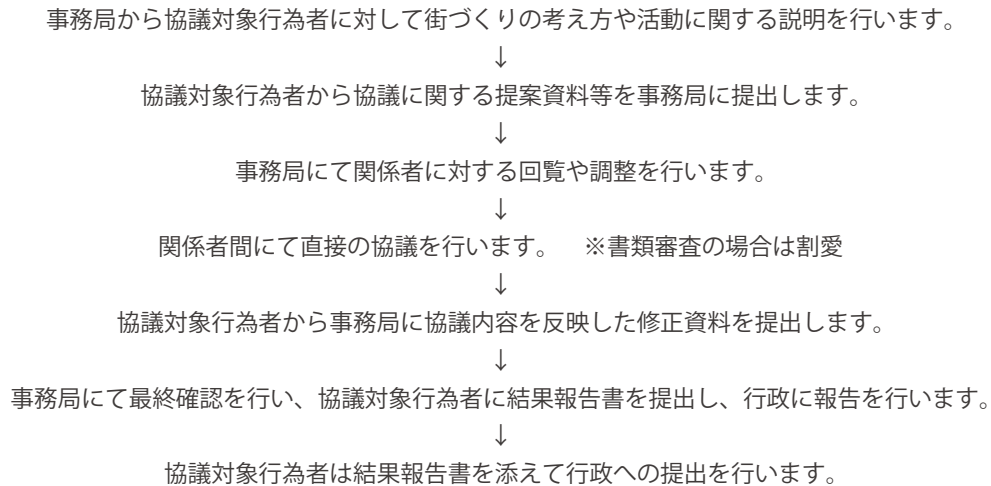 事務局から協議対象行為者に対して街づくりの考え方や活動に関する説明を行います。
↓
協議対象行為者から協議に関する提案資料等を事務局に提出します。
↓
事務局にて関係者に対する回覧や調整を行います。
↓
関係者間にて直接の協議を行います。　※書類審査の場合は割愛
↓
協議対象行為者から事務局に協議内容を反映した修正資料を提出します。
↓
事務局にて最終確認を行い、協議対象行為者に結果報告書を提出し、行政に報告を行います。
↓
協議対象行為者は結果報告書を添えて行政への提出を行います。